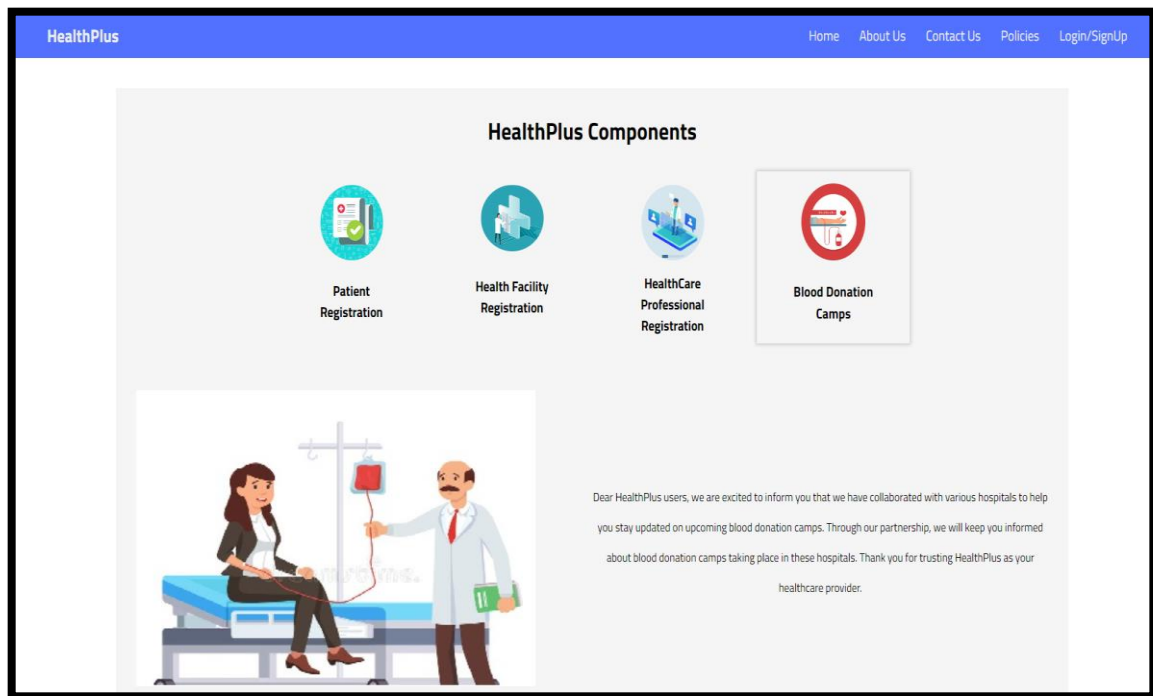 HealthPlus
Home About Us Contact Us Policies Login/SignUp
HealthPlus Components
Patient
Registration
Health Facility
Registration
HealthCare
Professional
Registration
Blood Donation
Camps
Dear HealthPlus users, we are excited to inform you that we have collaborated with various hospitals to help
you stay updated on upcoming blood donation camps. Through our partnership, we will keep you informed
about blood donation camps taking place in these hospitals. Thank you for trusting HealthPlus as your
healthcare provider.